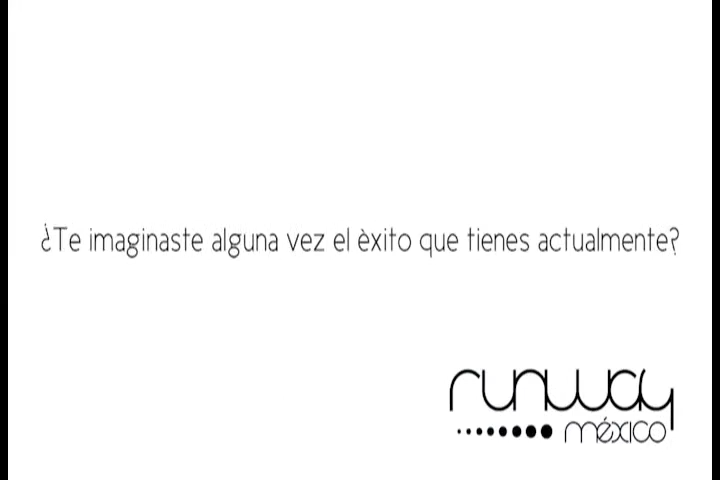 ¿Te imaginaste alguna vez el èxito que tienes actualmente?
runway
méxico